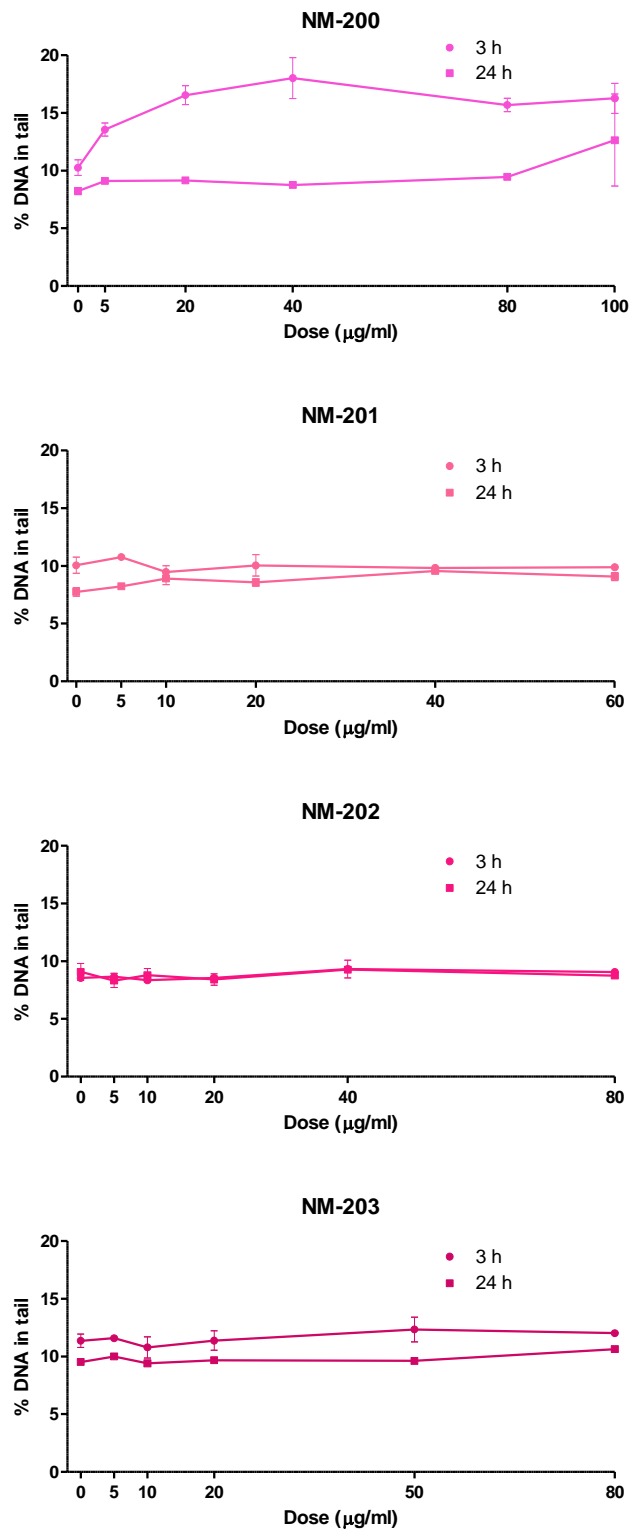 NM-200
3 h
24 h
% DNA in tail
20
15
10
5
0
0 5 20 40 80 100
Dose (μg/ml)
NM-201
3 h
24 h
% DNA in tail
20
15
10
5
0
0 5 10 20 40 60
Dose (μg/ml)
NM-202
3 h
24 h
% DNA in tail
20
15
10
5
0
0 5 10 20 40 80
Dose (μg/ml)
NM-203
3 h
24 h
% DNA in tail
20
15
10
5
0
0 5 10 20 50 80
Dose (μg/ml)